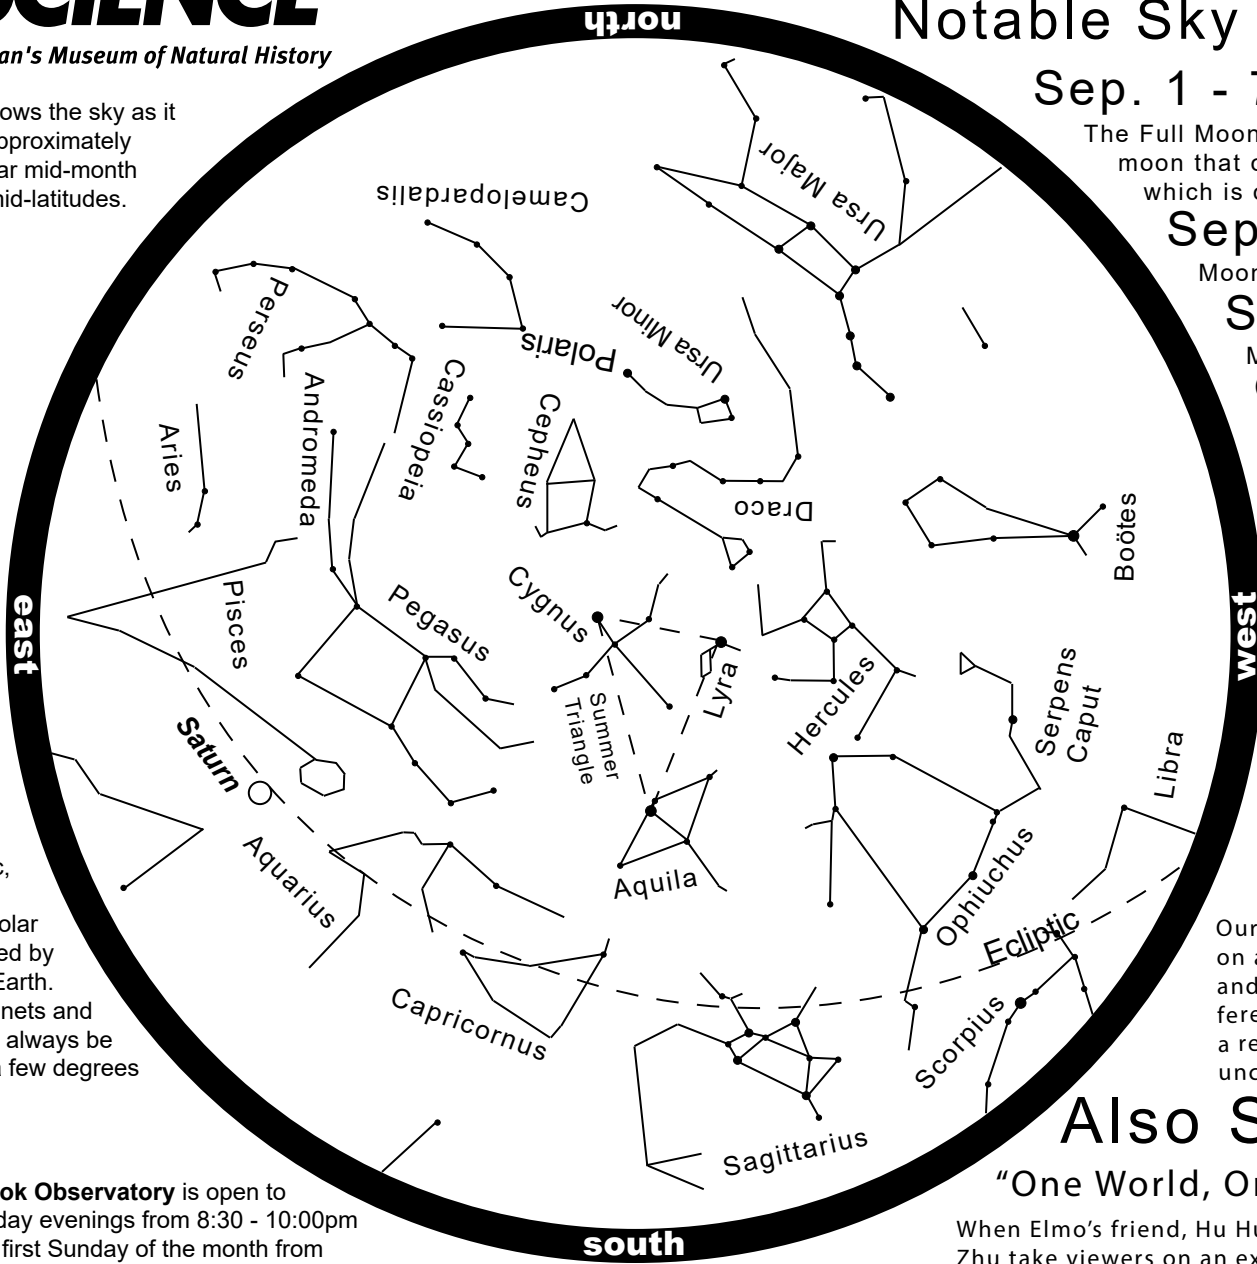 SCIENCE
an's Museum of Natural History
ows the sky as it
pproximately
ar mid-month
mid-latitudes.
Notable Sky
Sep. 1 - 7
The Full Moon
moon that
which is
Sep
Moon
north
Camelopardalis
Ursa Major
Perseus
Polaris
Ursa Minor
Aries
Andromeda
Cassiopeia
Cepheus
Draco
Boötes
east
west
Pisces
Pegasus
Cygnus
Lyra
Summer
Triangle
Hercules
Serpens
Caput
Libra
Saturn
Aquarius
Aquila
Ophiuchus
Ecliptic
Capricornus
Scorpius
Sagittarius
south
olar
ed by
Earth.
nets and
always be
a few degrees
ok Observatory is open to
day evenings from 8:30 - 10:00pm
first Sunday of the month from
Our
on a
and
fere
a re
unc
Also S
“One World, On
When Elmo’s friend, Hu Hu
Zhu take viewers on an ex